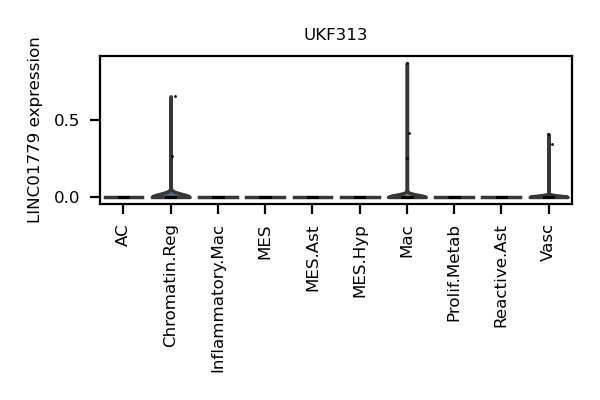 UKF313
LINC01779 expression
0.5
0.0
AC
Chromatin.Reg
Inflammatory.Mac
MES
MES.Ast
MES.Hyp
Mac
Prolif.Metab
Reactive.Ast
Vasc